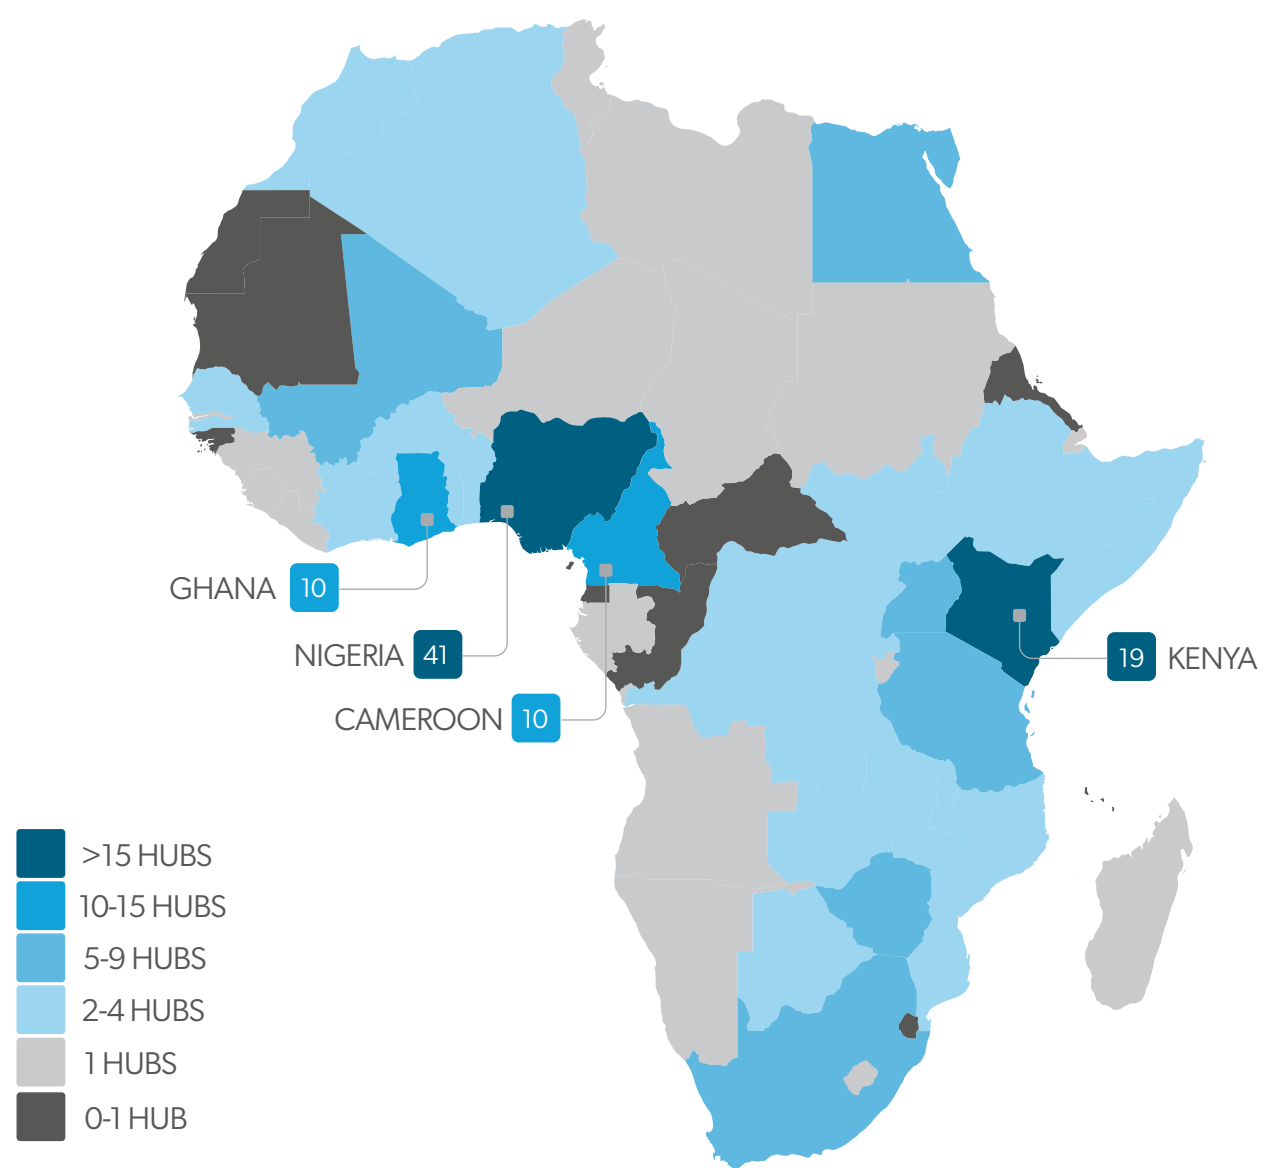 GHANA 10
NIGERIA 41
CAMEROON 10
19 KENYA
>15 HUBS
10-15 HUBS
5-9 HUBS
2-4 HUBS
1 HUBS
0-1 HUB